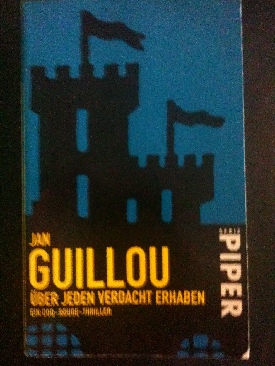 JAN
GUILLOU
ÜBER JEDEN VERDACHT ERHABEN
EIN COQ-ROUGE-THRILLER
SERIE
PIPER